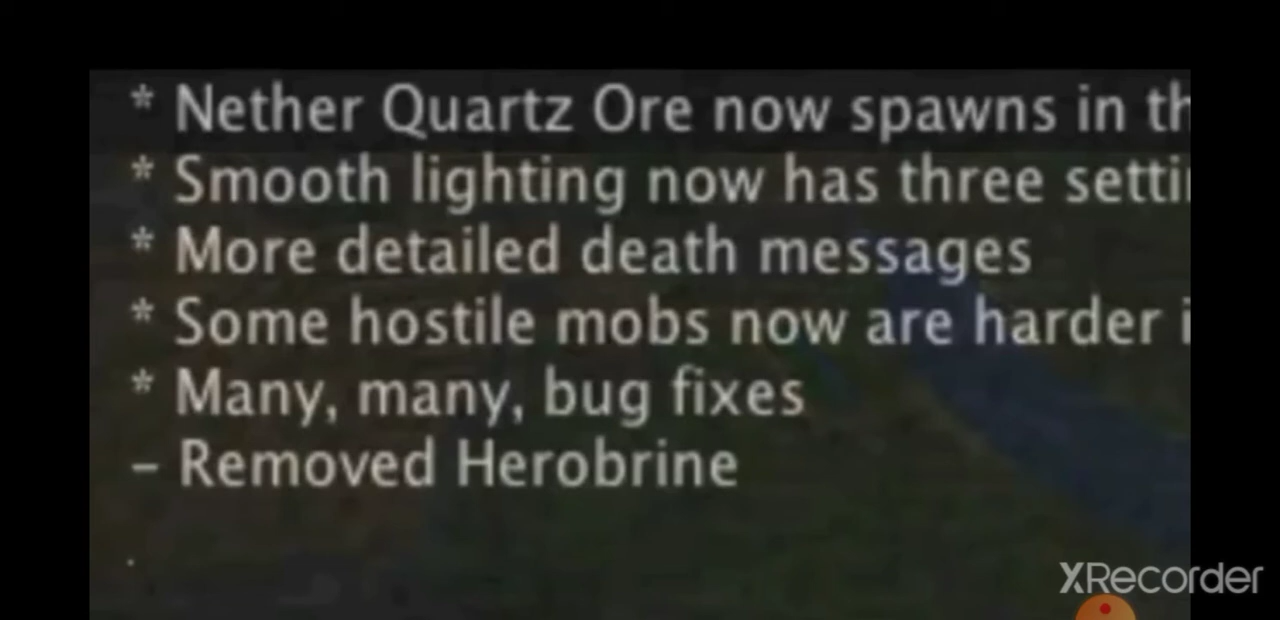 * Nether Quartz Ore now spawns in th
* Smooth lighting now has three setti
* More detailed death messages
* Some hostile mobs now are harder i
* Many, many, bug fixes
– Removed Herobrine
.
XRecorder